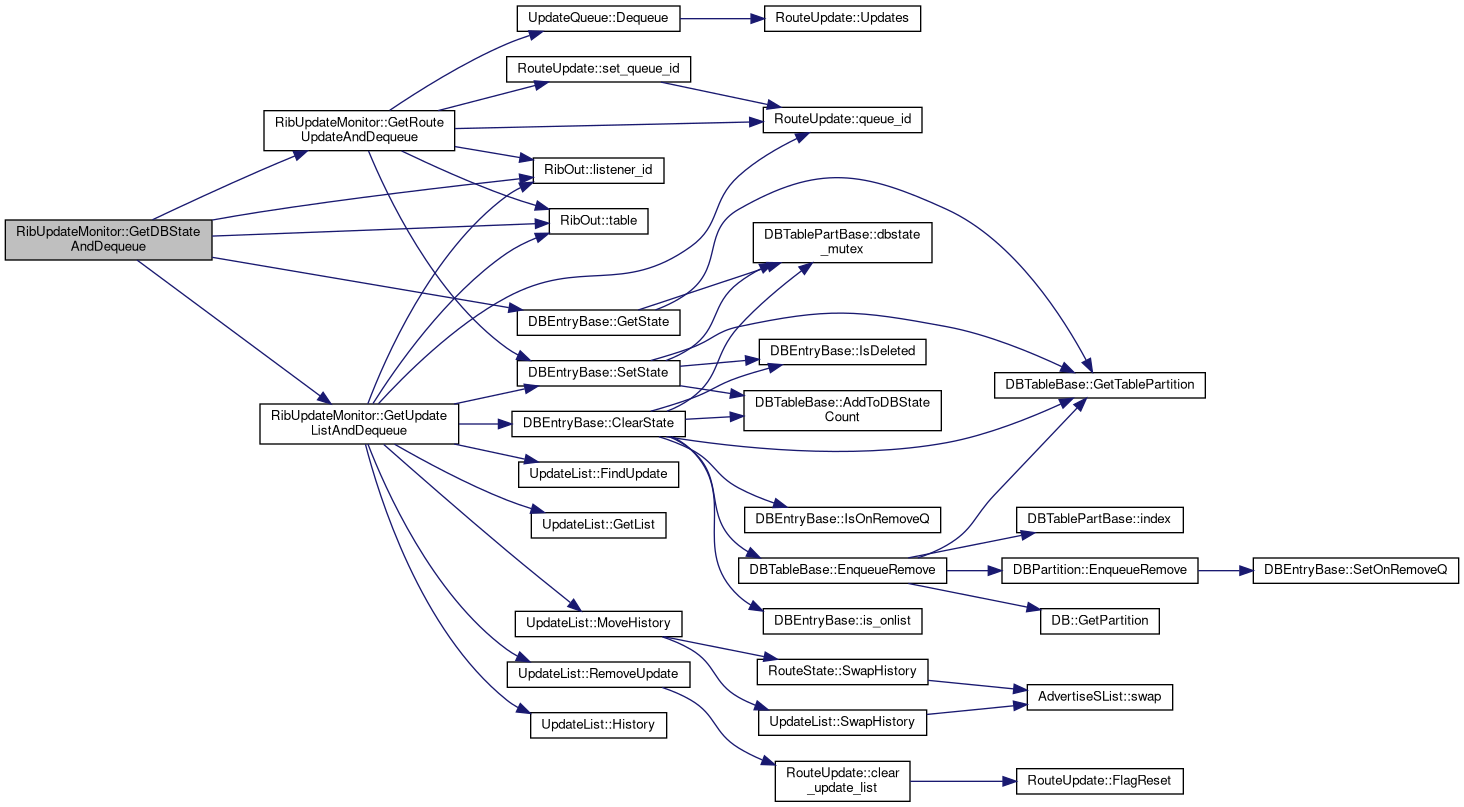 UpdateQueue::Dequeue
RouteUpdate::Updates
RouteUpdate::set_queue_id
RibUpdateMonitor::GetRoute
UpdateAndDequeue
RouteUpdate::queue_id
RibOut::listener_id
RibOut::table
RibUpdateMonitor::GetDBState
AndDequeue
DBTablePartBase::dbstate
_mutex
DBEntryBase::GetState
DBEntryBase::IsDeleted
DBEntryBase::SetState
DBTableBase::GetTablePartition
DBTableBase::AddToDBState
Count
RibUpdateMonitor::GetUpdate
ListAndDequeue
DBEntryBase::ClearState
UpdateList::FindUpdate
UpdateList::GetList
DBEntryBase::IsOnRemoveQ
DBTablePartBase::index
DBTableBase::EnqueueRemove
DBPartition::EnqueueRemove
DBEntryBase::SetOnRemoveQ
UpdateList::MoveHistory
DBEntryBase::is_onlist
DB::GetPartition
UpdateList::RemoveUpdate
RouteState::SwapHistory
AdvertiseSList::swap
UpdateList::History
UpdateList::SwapHistory
RouteUpdate::clear
_update_list
RouteUpdate::FlagReset